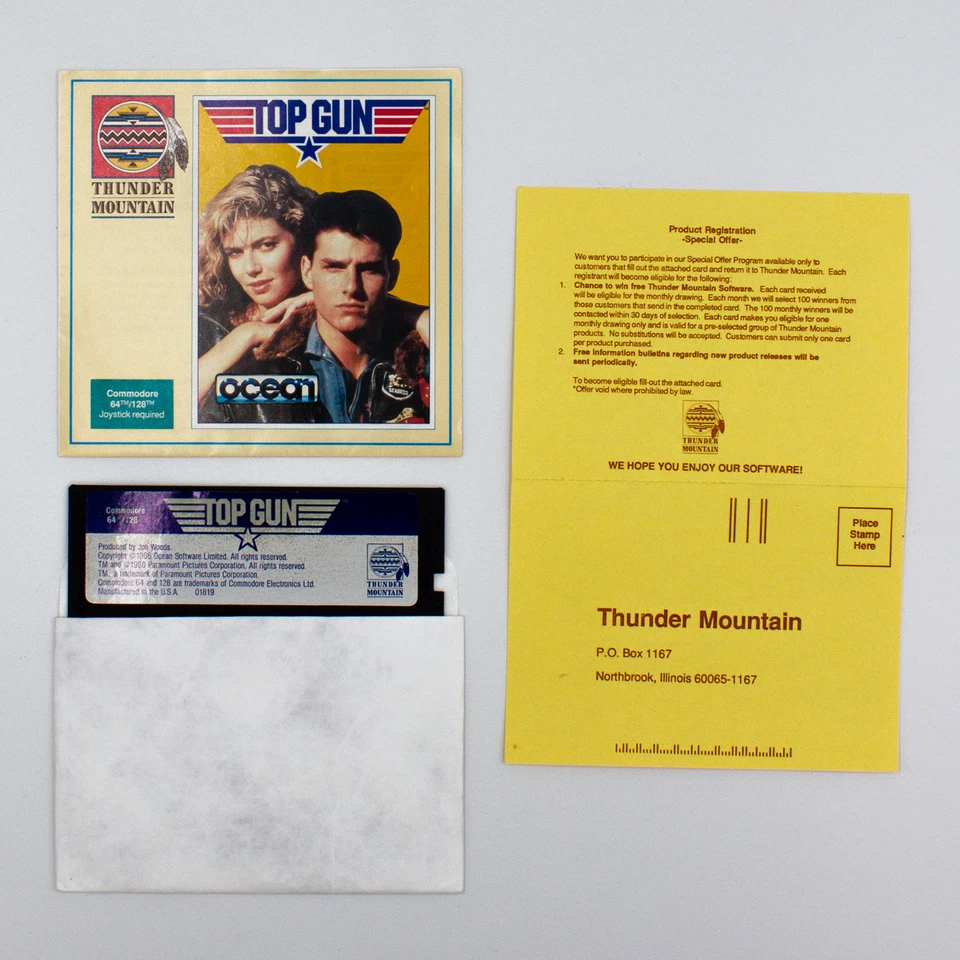 THUNDER
MOUNTAIN
TOP GUN
ocean
SEABEES
Commodore
64™/128™
Joystick required
Commodore
64™/128™
TOP GUN
Produced by Jon Woods.
Copyright ©1986 Ocean Software Limited. All rights reserved.
TM and ©1986 Paramount Pictures Corporation. All rights reserved.
TM, a trademark of Paramount Pictures Corporation.
Commodore 64 and 128 are trademarks of Commodore Electronics Ltd.
Manufactured in the U.S.A. 01819
THUNDER
MOUNTAIN
Product Registration
-Special Offer-
We want you to participate in our Special Offer Program available only to
customers that fill out the attached card and return it to Thunder Mountain. Each
registrant will become eligible for the following:
1. Chance to win free Thunder Mountain Software. Each card received
will be eligible for the monthly drawing. Each month we will select 100 winners from
those customers that send in the completed card. The 100 monthly winners will be
contacted within 30 days of selection. Each card makes you eligible for one
monthly drawing only and is valid for a pre-selected group of Thunder Mountain
products. No substitutions will be accepted. Customers can submit only one card
per product purchased.
2. Free information bulletins regarding new product releases will be
sent periodically.
To become eligible fill-out the attached card.
*Offer void where prohibited by law.
THUNDER
MOUNTAIN
WE HOPE YOU ENJOY OUR SOFTWARE!
Place
Stamp
Here
Thunder Mountain
P.O. Box 1167
Northbrook, Illinois 60065-1167